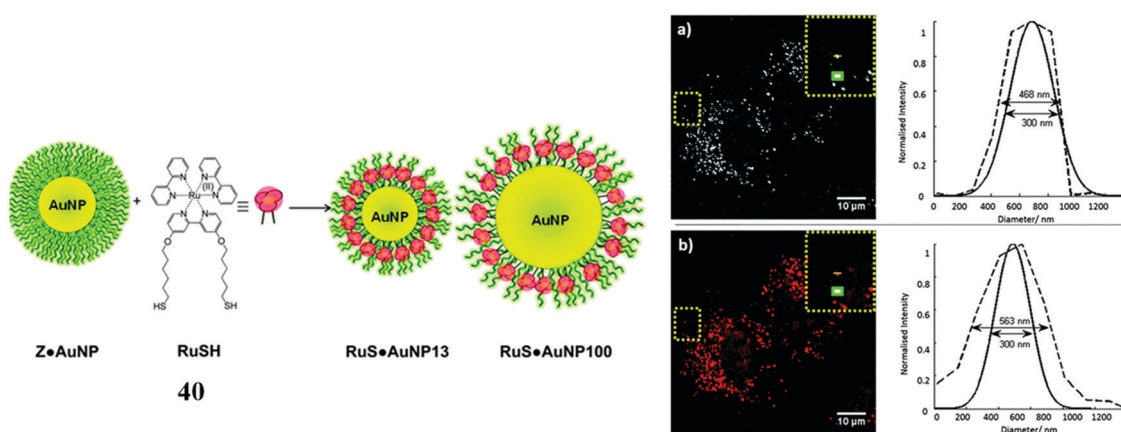 AuNP
+
N
N
N
(II)
N
Ru
N
N
O
O
HS
SH
≡
AuNP
AuNP
Z●AuNP
RuSH
RuS●AuNP13
RuS●AuNP100
40
a)
10 µm
Normalised Intensity
1
0.8
0.6
0.4
0.2
0
468 nm
300 nm
0 200 400 600 800 1000 1200
Diameter/ nm
b)
10 µm
Normalised Intensity
1
0.8
0.6
0.4
0.2
0
563 nm
300 nm
0 200 400 600 800 1000 1200
Diameter/ nm